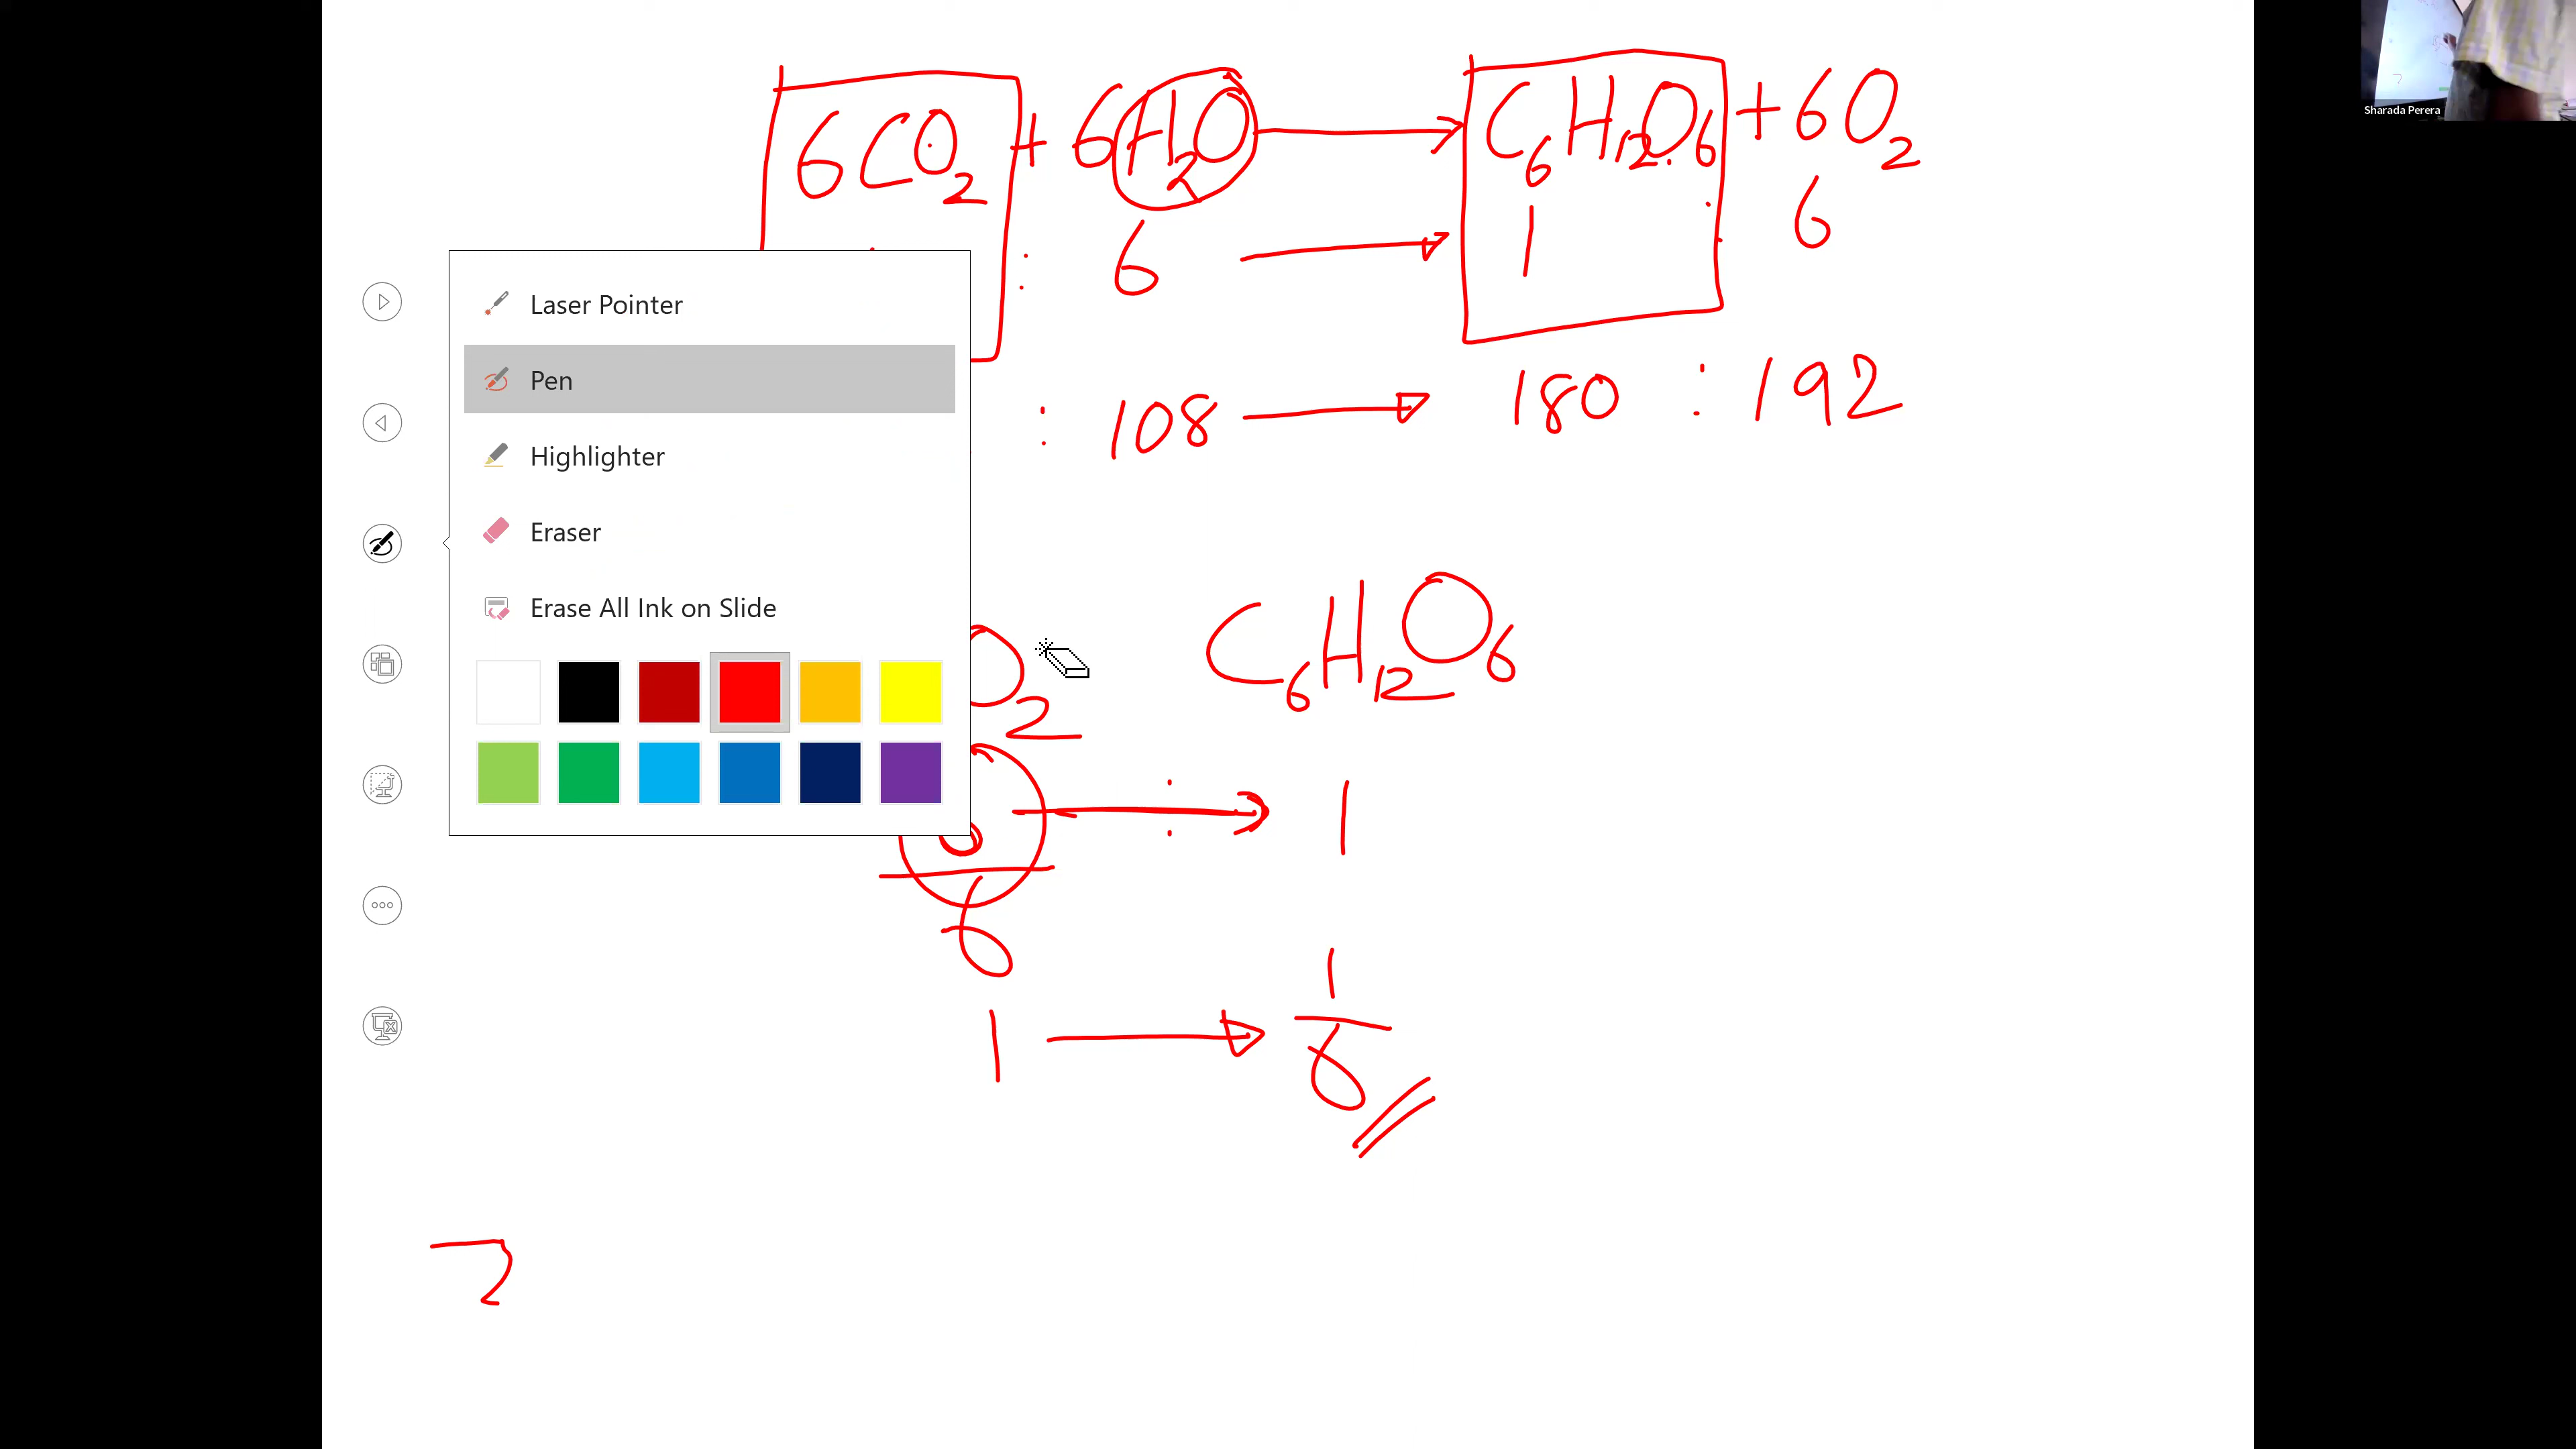 Sharada Perera
6CO2 + 6H2O → C6H12O6 + 6O2
: 6 → 1 : 6
: 108 → 180 : 192
Laser Pointer
Pen
Highlighter
Eraser
Erase All Ink on Slide
O2 C6H12O6
→ : 1
6
1 → 1/6